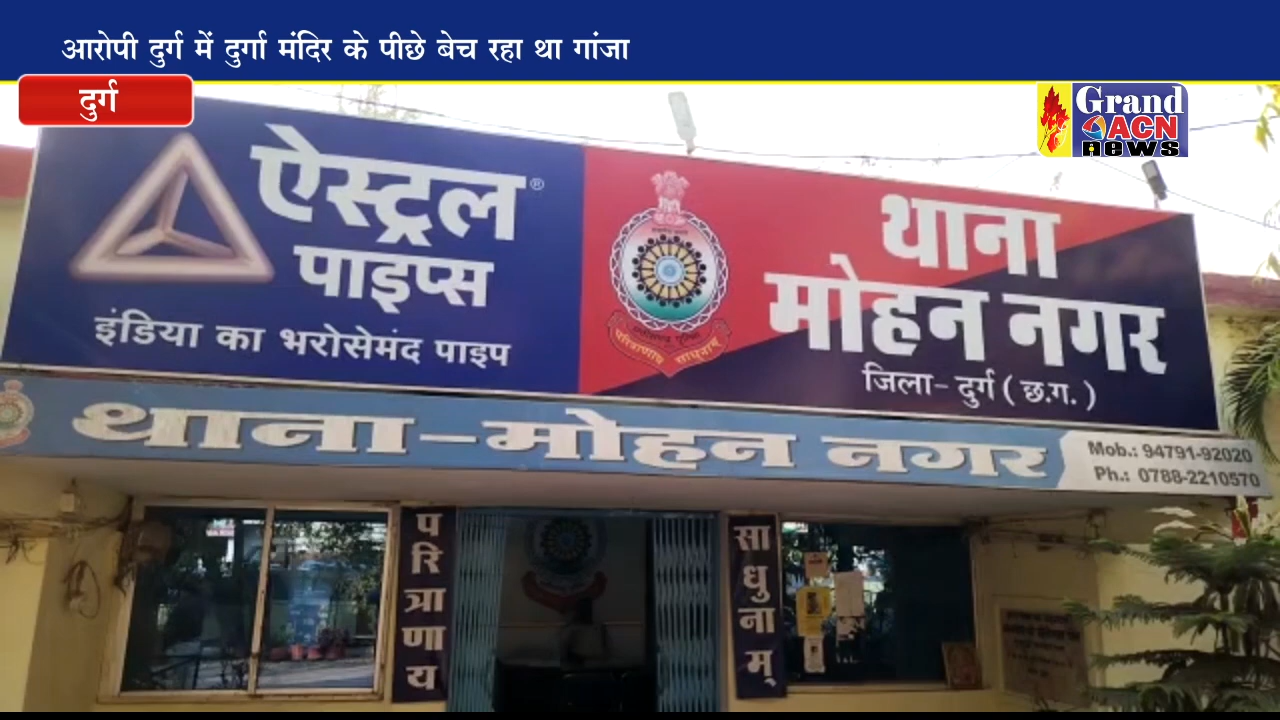 आरोपी दुर्ग में दुर्गा मंदिर के पीछे बेच रहा था गांजा
दुर्ग
Grand
ACN
news
ऐस्ट्रल®
पाइप्स
इंडिया का भरोसेमंद पाइप
थाना
मोहन नगर
जिला- दुर्ग ( छ.ग. )
परित्राणाय साधुनाम्
थाना-मोहन नगर
Mob.: 94791-92020
Ph.: 0788-2210570
परित्राणाय
साधुनाम्